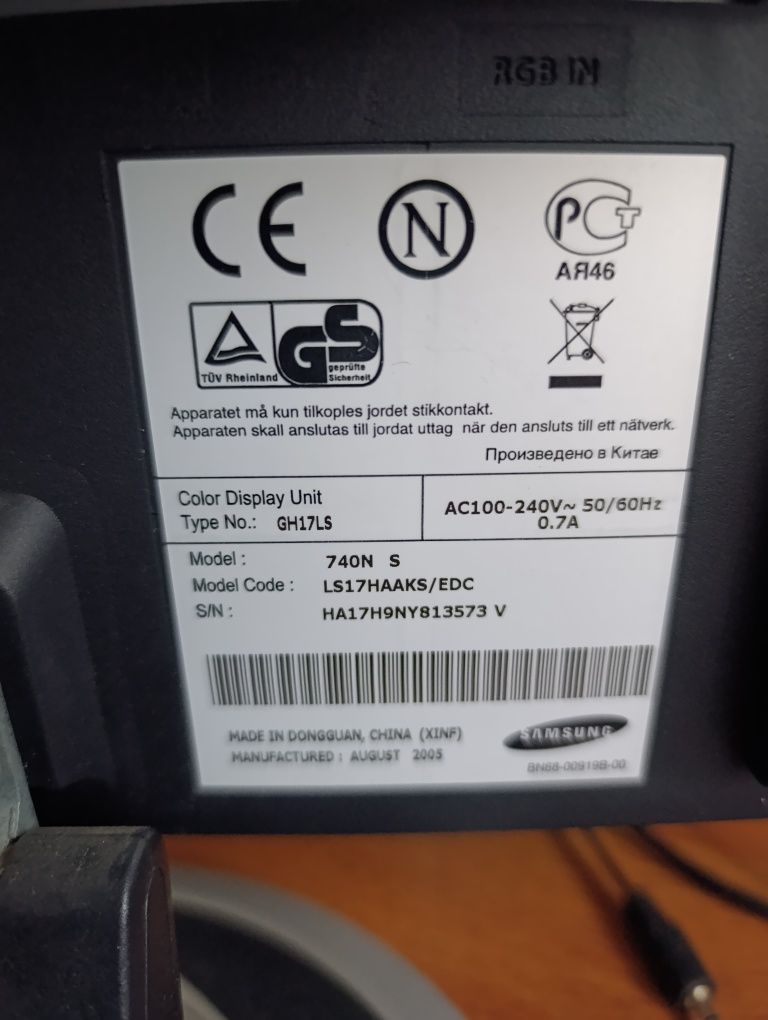 RGB IN
CE
N
РСТ
АЯ46
TÜV Rheinland
GS
geprüfte
Sicherheit
Apparatet må kun tilkoples jordet stikkontakt.
Apparaten skall anslutas till jordat uttag när den ansluts till ett nätverk.
Произведено в Китае
Color Display Unit
Type No.: GH17LS
AC100-240V~ 50/60Hz
0.7A
Model : 740N S
Model Code : LS17HAAKS/EDC
S/N : HA17H9NY813573 V
MADE IN DONGGUAN, CHINA (XINF)
MANUFACTURED : AUGUST 2005
SAMSUNG
BN68-00919B-00